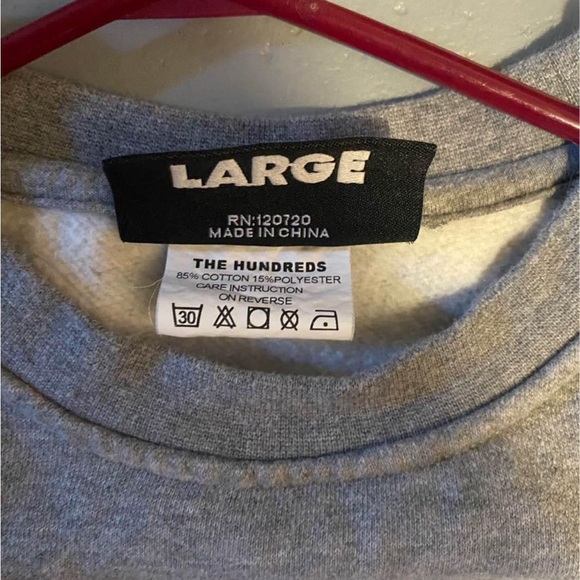 LARGE
RN:120720
MADE IN CHINA
THE HUNDREDS
85% COTTON 15%POLYESTER
CARE INSTRUCTION
ON REVERSE
30